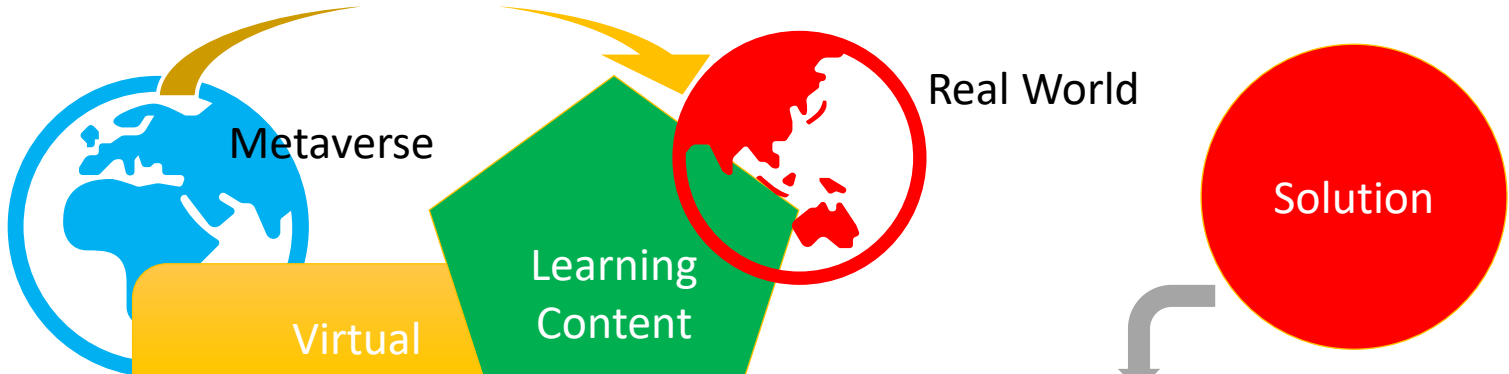 Real World
Metaverse
Solution
Learning
Content
Virtual